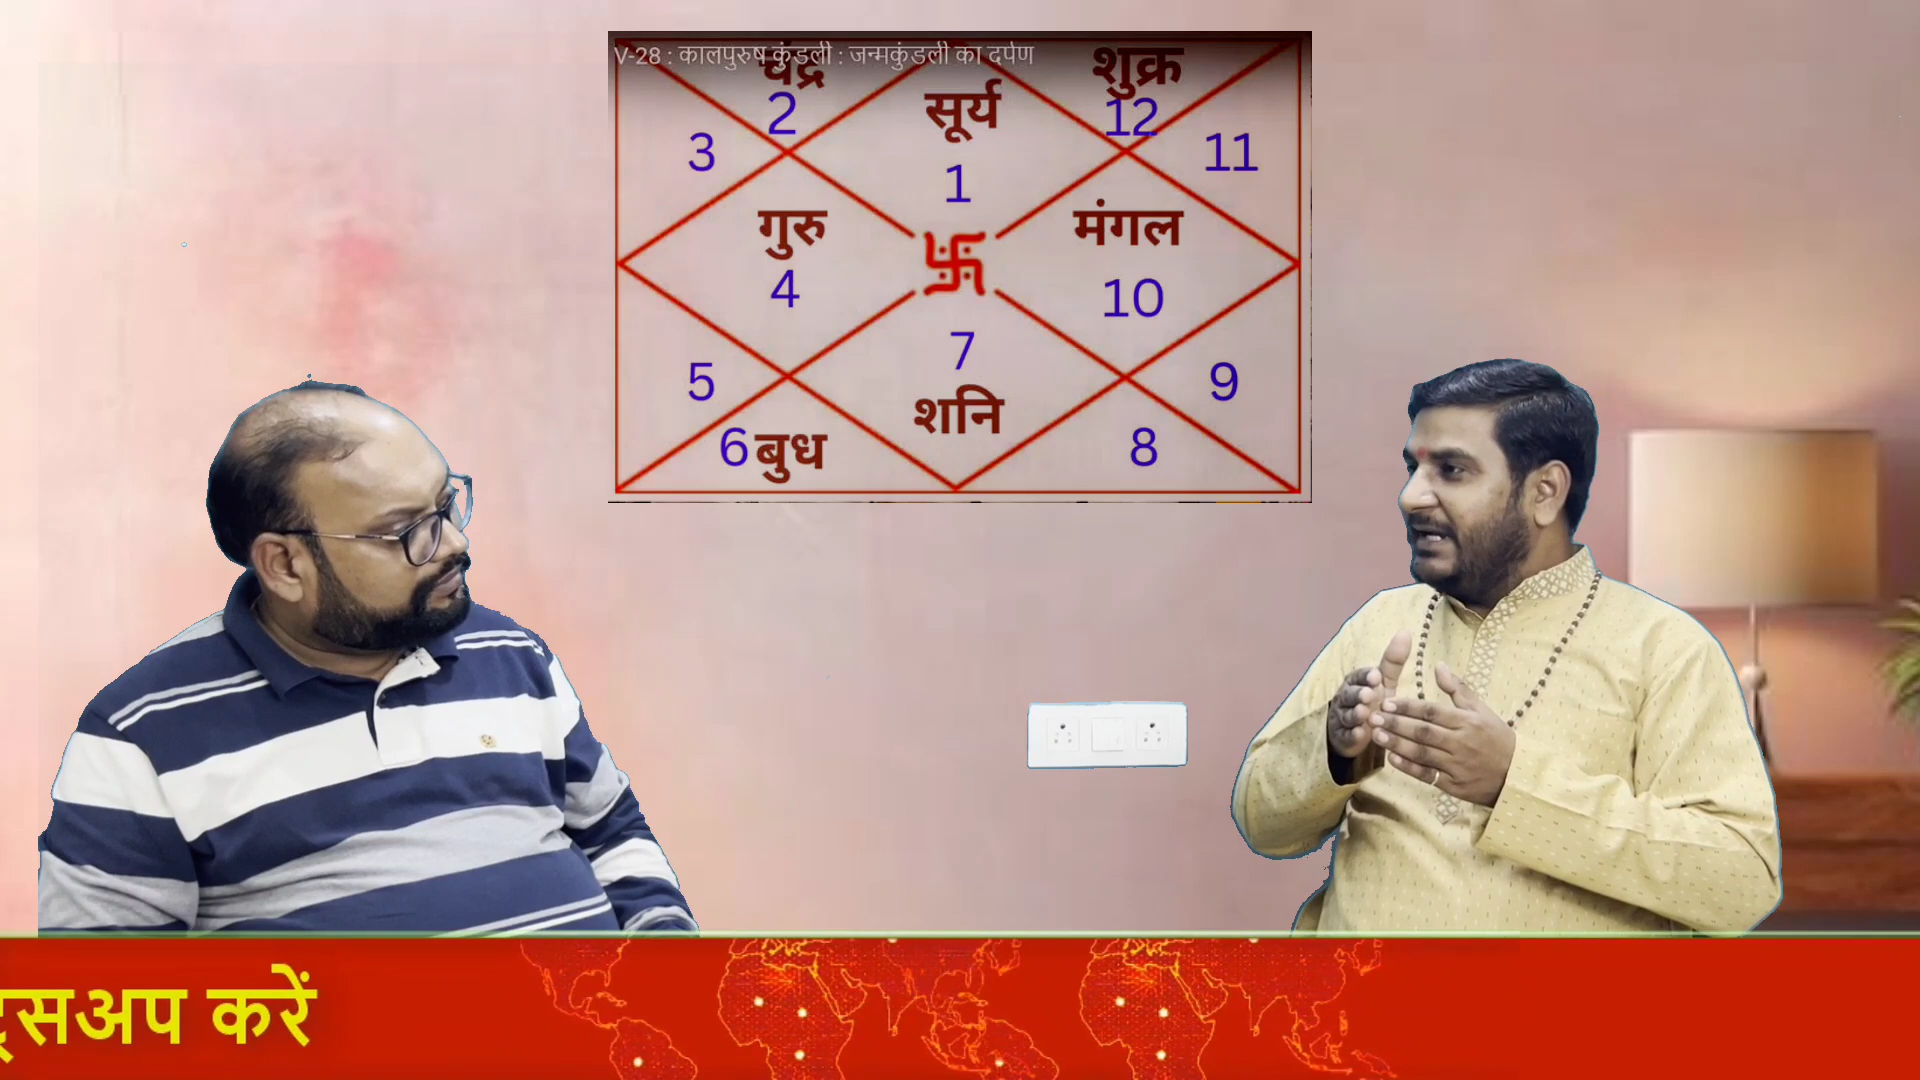 V-28 : कालपुरुष कुंडली : जन्मकुंडली का दर्पण
चंद्र
शुक्र
सूर्य
2
12
3
11
1
गुरु
मंगल
4
10
7
5
9
शनि
6 बुध
8
करें